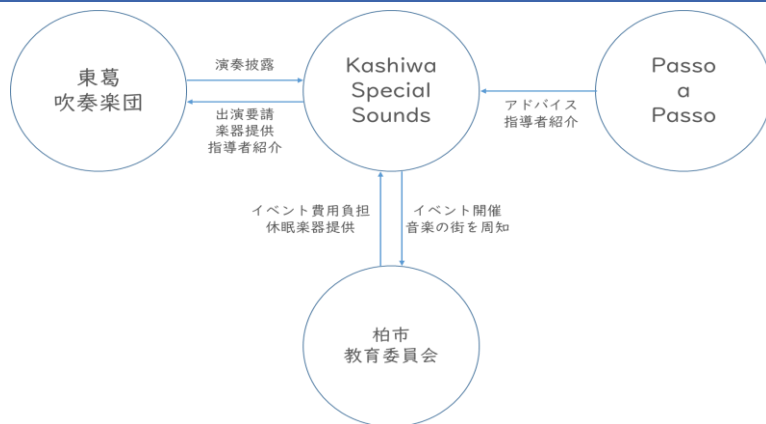 東葛
吹奏楽団
演奏披露
出演要請
楽器提供
指導者紹介
Kashiwa
Special
Sounds
アドバイス
指導者紹介
Passo
a
Passo
イベント費用負担
休眠楽器提供
イベント開催
音楽の街を周知
柏市
教育委員会